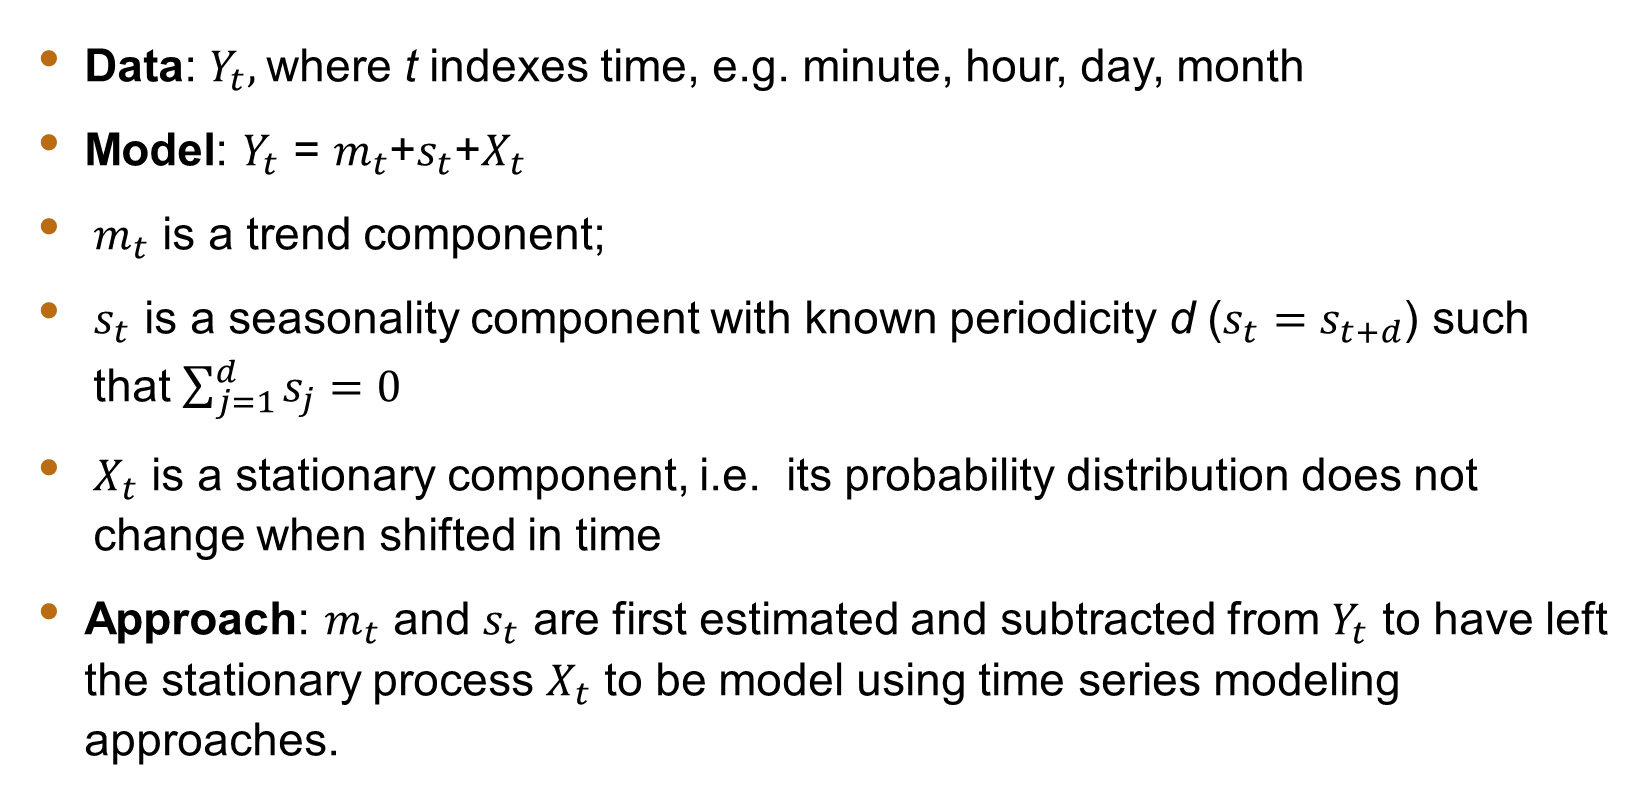 • Data: Yₜ, where t indexes time, e.g. minute, hour, day, month
• Model: Yₜ = mₜ+sₜ+Xₜ
• mₜ is a trend component;
• sₜ is a seasonality component with known periodicity d (sₜ = sₜ₊d) such
that ∑ᵈⱼ₌₁ sⱼ = 0
• Xₜ is a stationary component, i.e. its probability distribution does not
change when shifted in time
• Approach: mₜ and sₜ are first estimated and subtracted from Yₜ to have left
the stationary process Xₜ to be model using time series modeling
approaches.